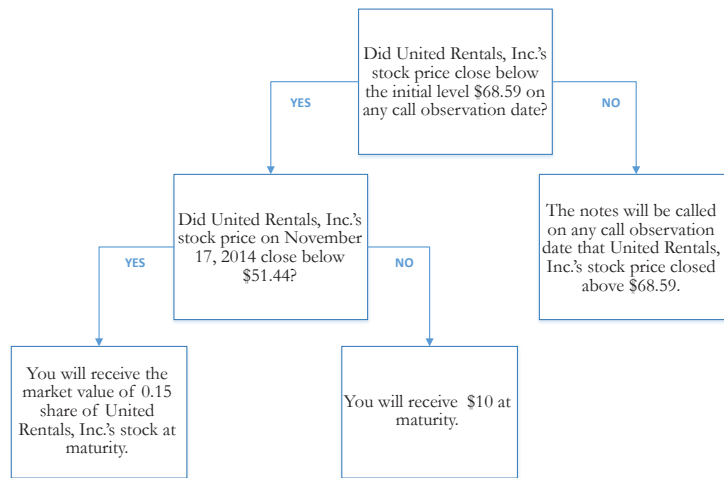 Did United Rentals, Inc.'s
stock price close below
the initial level $68.59 on
any call observation date?
YES
NO
Did United Rentals, Inc.'s
stock price on November
17, 2014 close below
$51.44?
The notes will be called
on any call observation
date that United Rentals,
Inc.'s stock price closed
above $68.59.
YES
NO
You will receive the
market value of 0.15
share of United
Rentals, Inc.'s stock at
maturity.
You will receive $10 at
maturity.